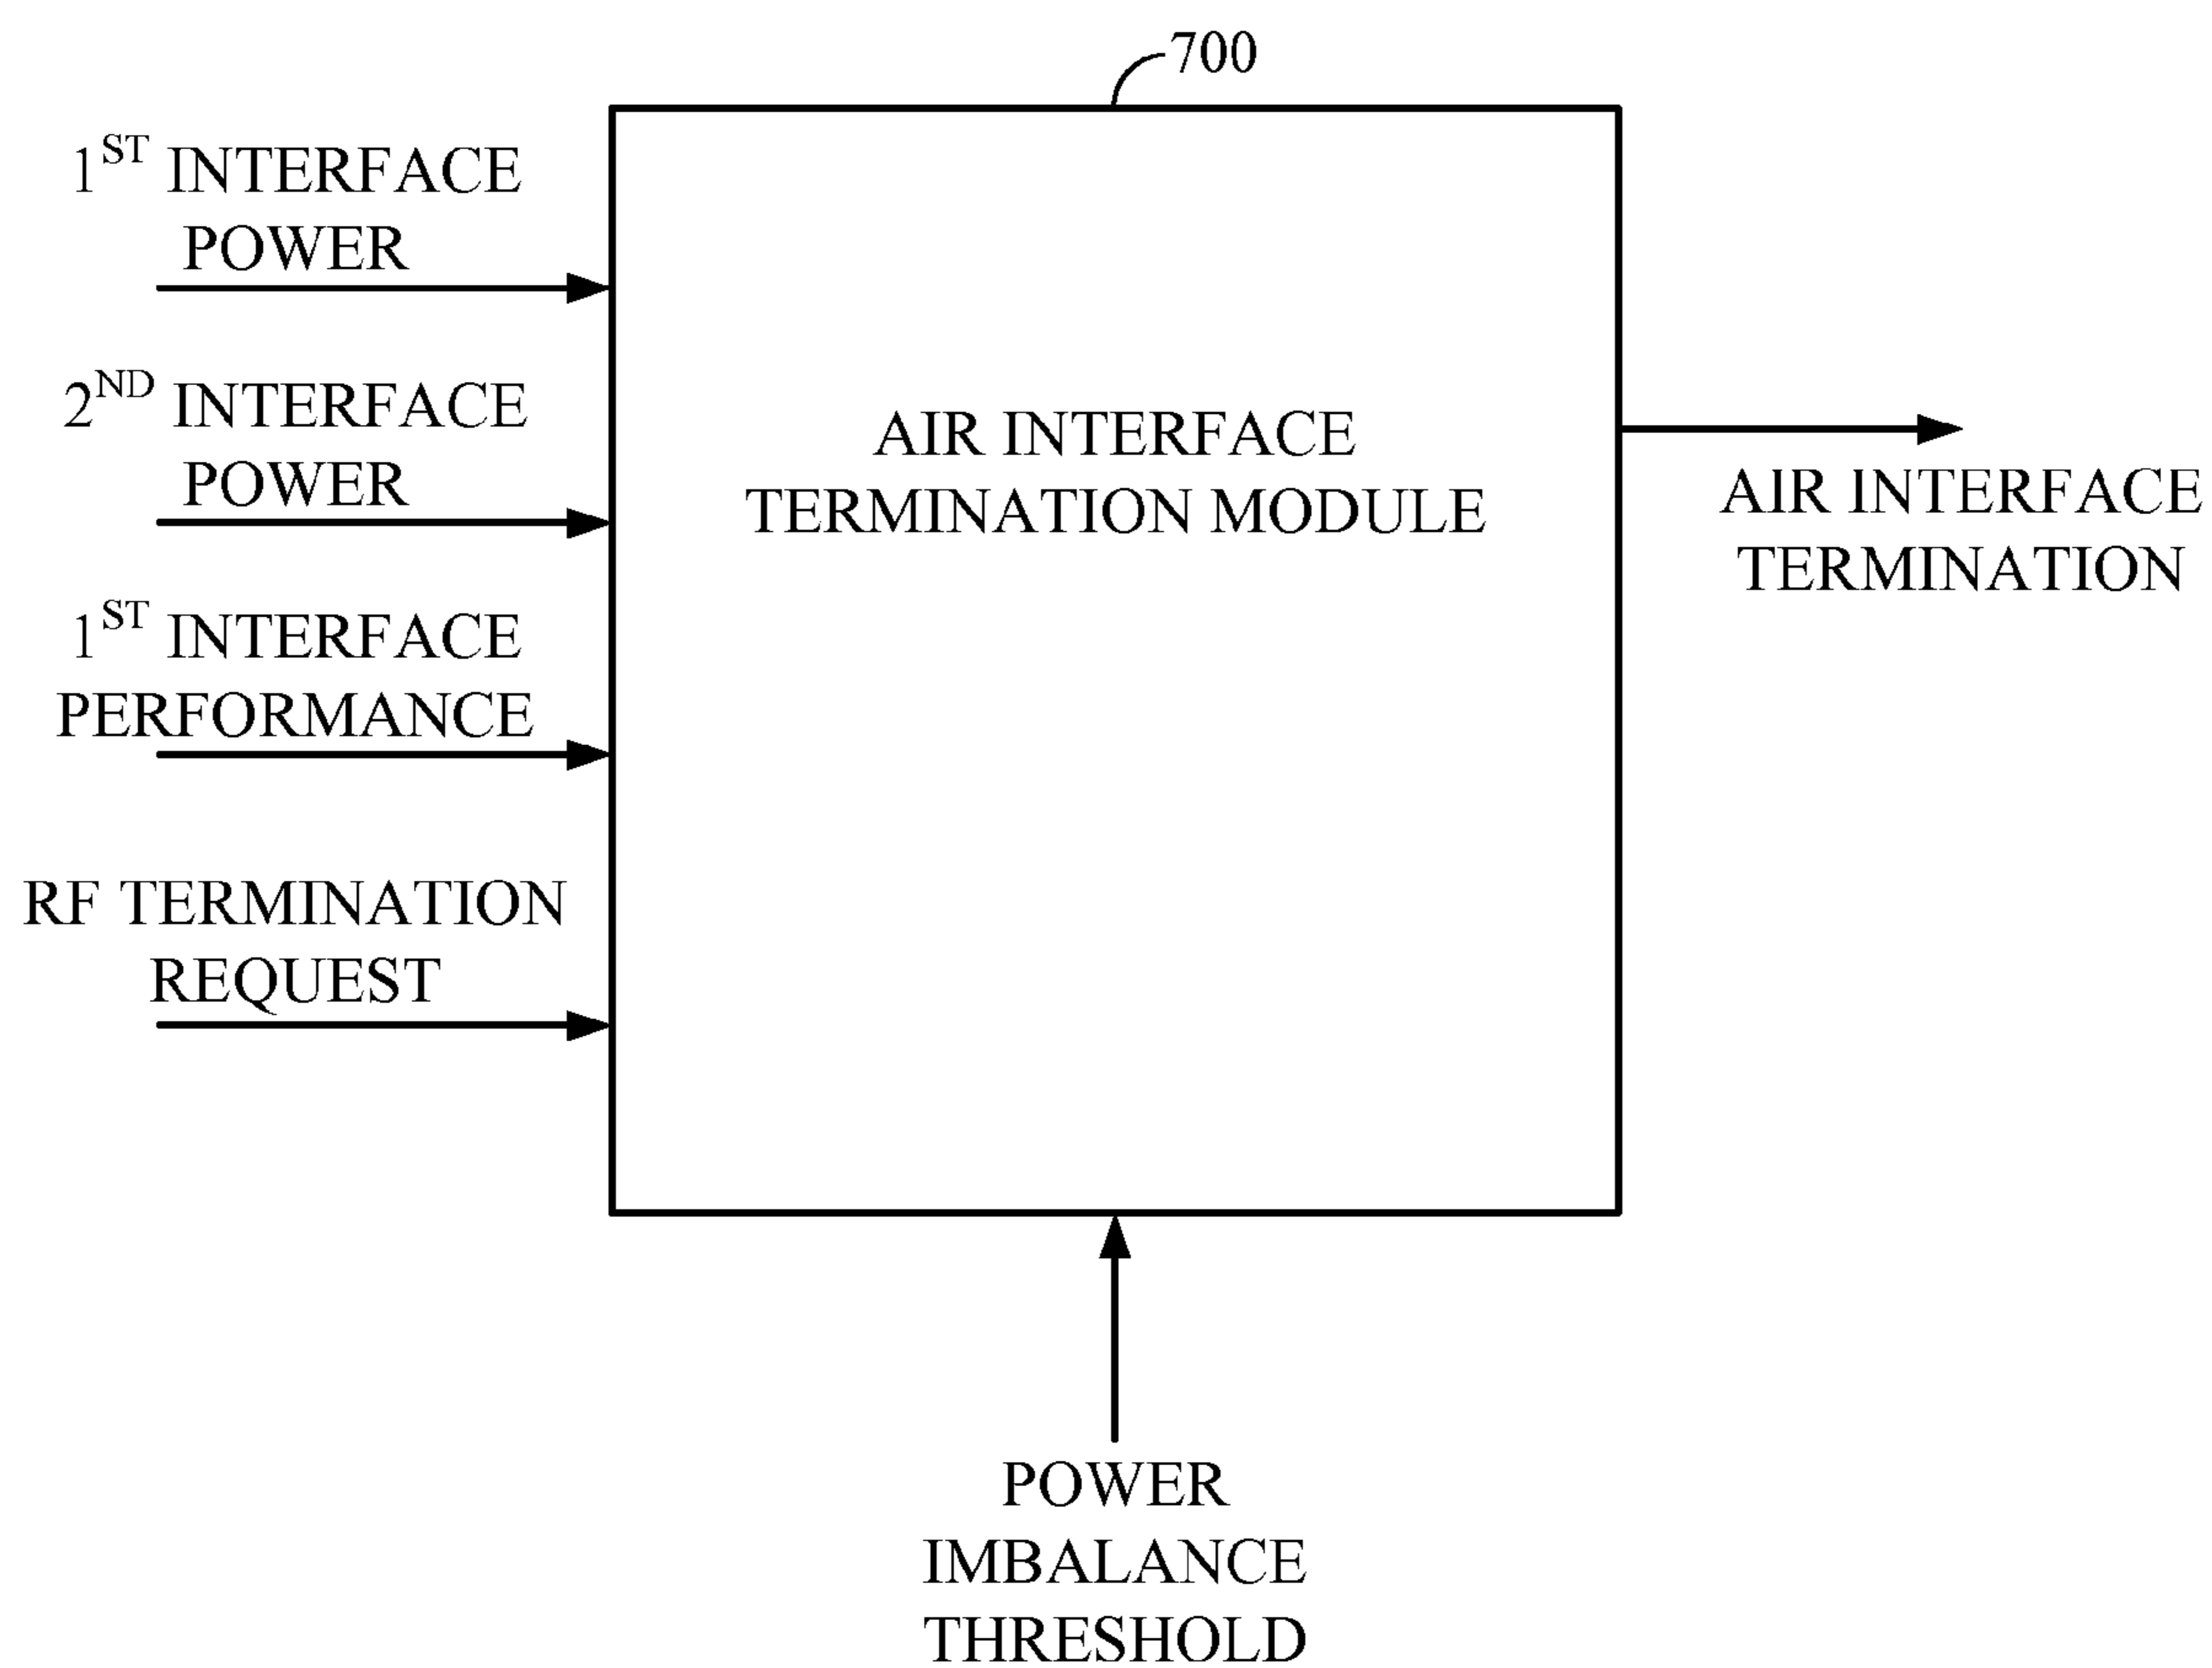 700
1ST INTERFACE
POWER
2ND INTERFACE
POWER
1ST INTERFACE
PERFORMANCE
RF TERMINATION
REQUEST
AIR INTERFACE
TERMINATION MODULE
AIR INTERFACE
TERMINATION
POWER
IMBALANCE
THRESHOLD